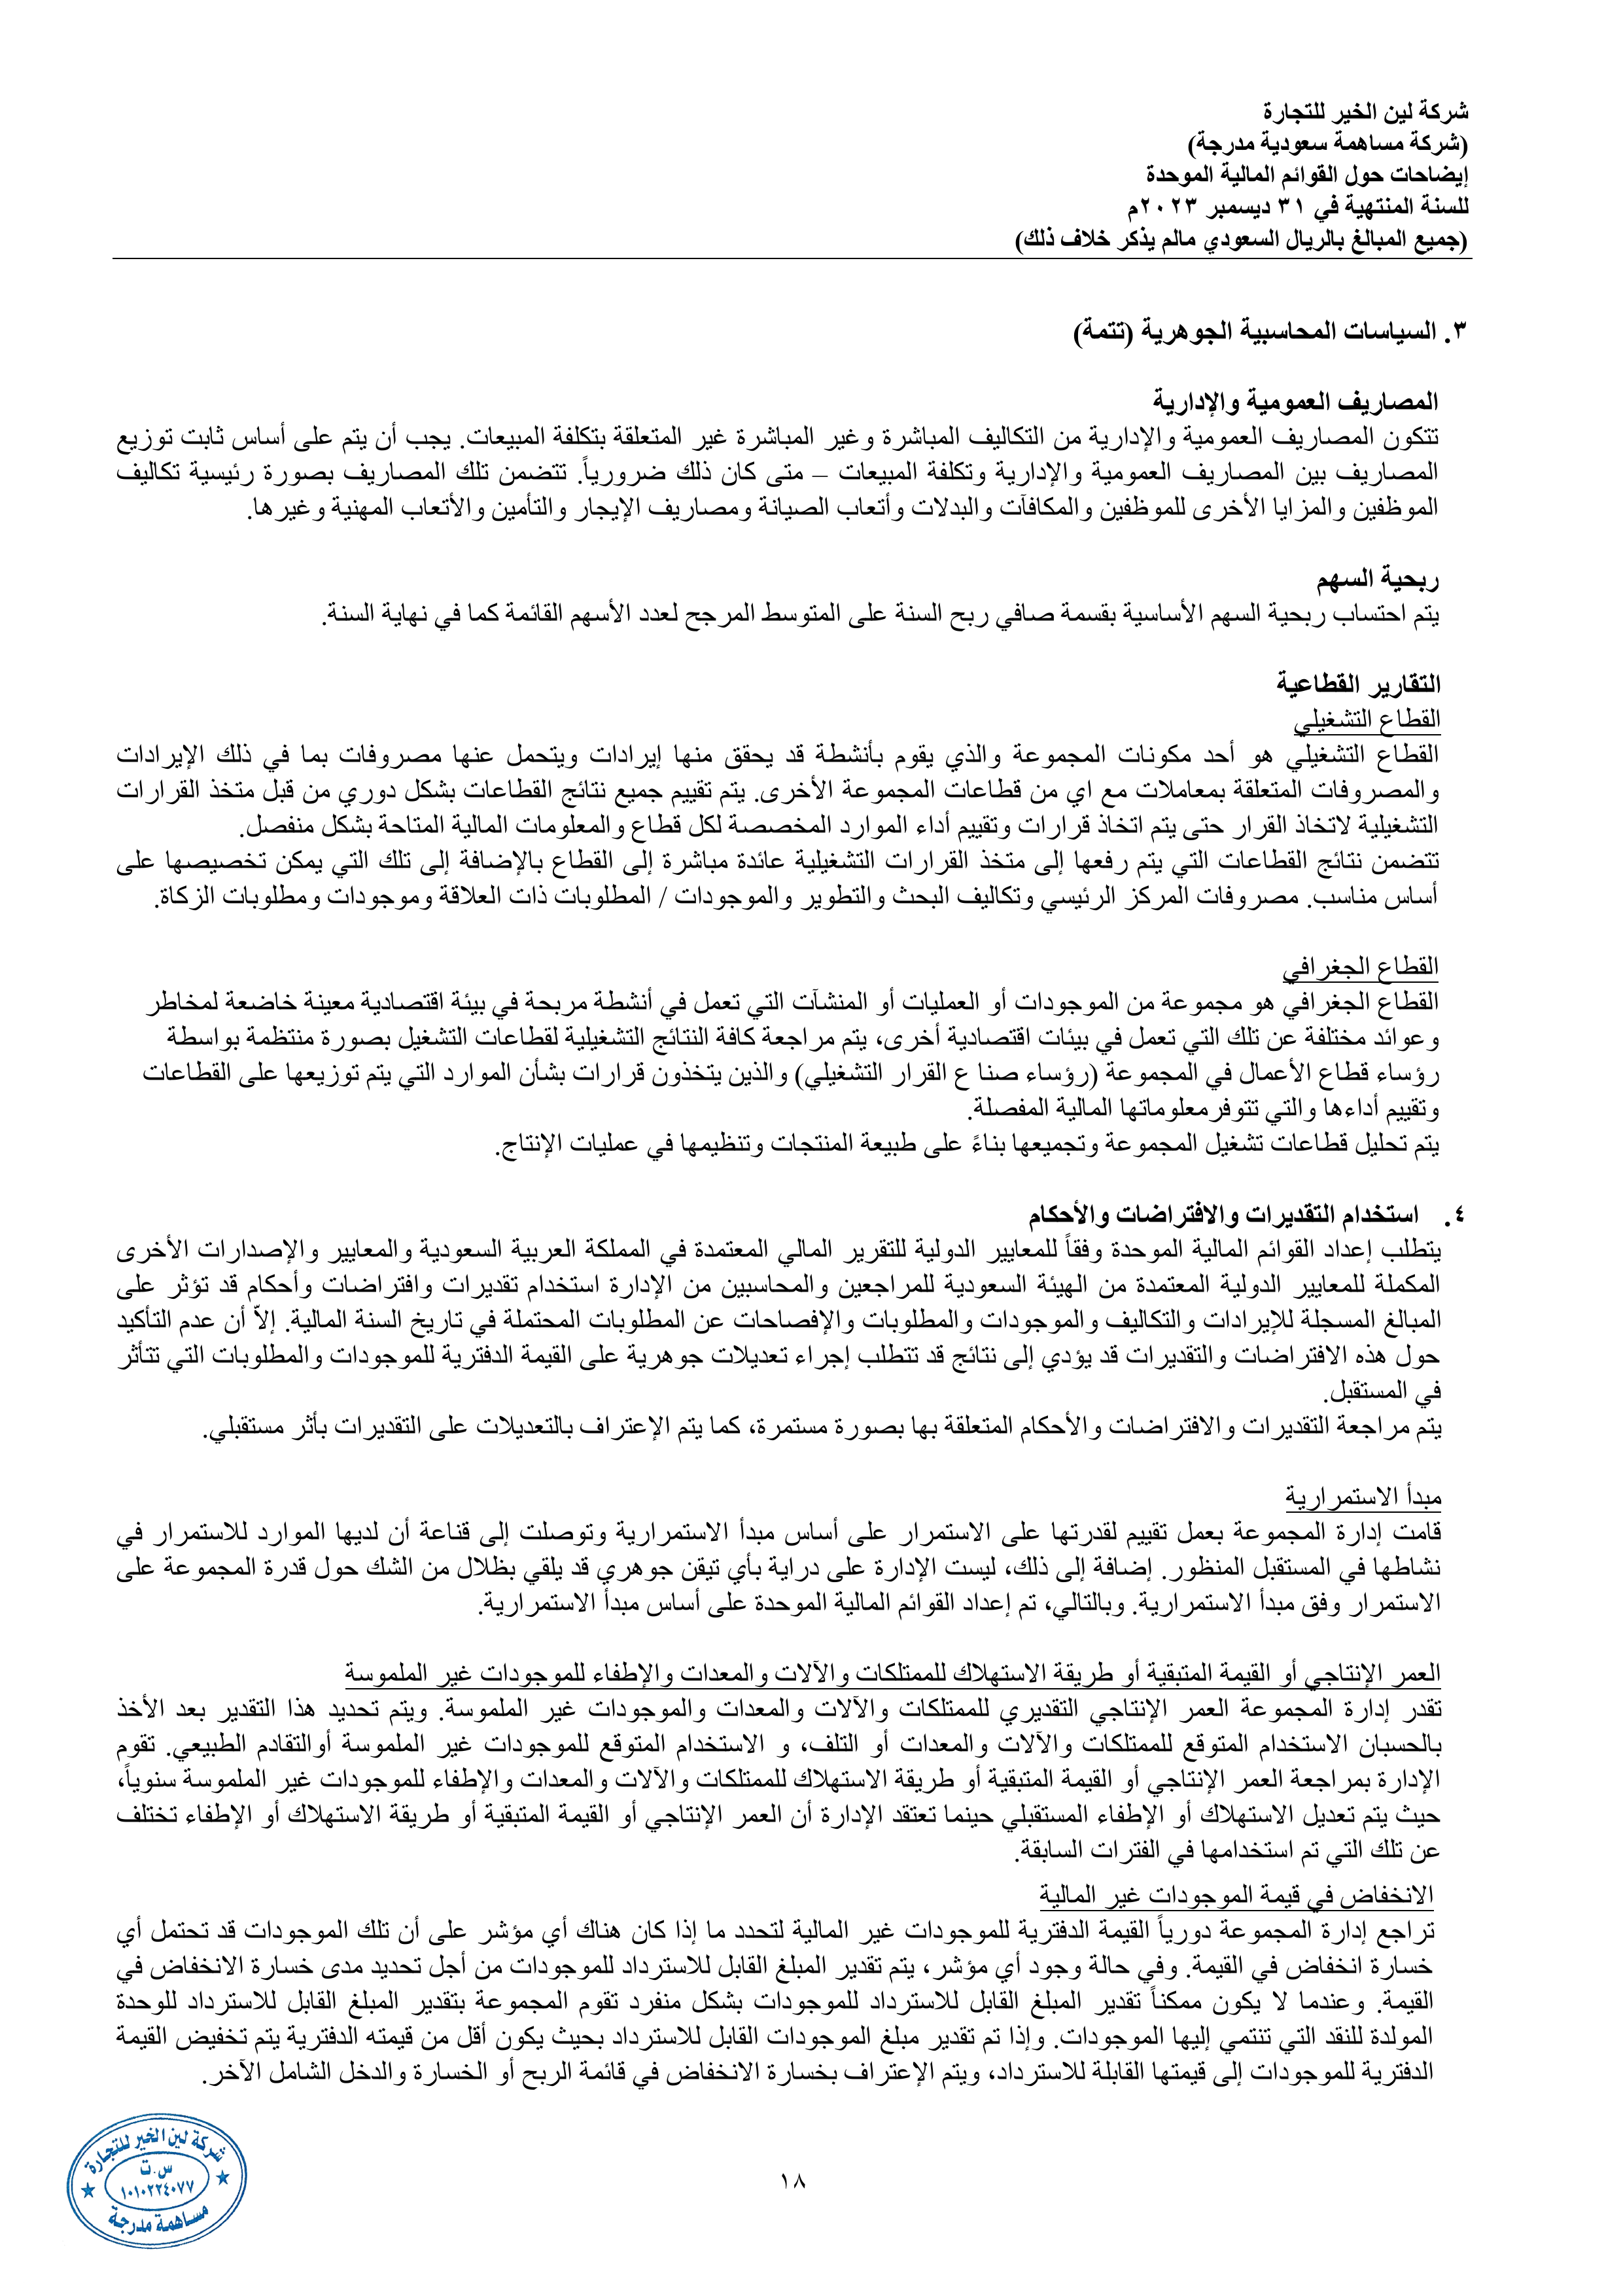 شركة لين الخير للتجارة
(شركة مساهمة سعودية مدرجة)
إيضاحات حول القوائم المالية الموحدة
للسنة المنتهية في ٣١ ديسمبر ٢٠٢٣م
(جميع المبالغ بالريال السعودي مالم يذكر خلاف ذلك)
٣. السياسات المحاسبية الجوهرية (تتمة)
المصاريف العمومية والإدارية
تتكون المصاريف العمومية والإدارية من التكاليف المباشرة وغير المباشرة غير المتعلقة بتكلفة المبيعات. يجب أن يتم على أساس ثابت توزيع
المصاريف بين المصاريف العمومية والإدارية وتكلفة المبيعات – متى كان ذلك ضرورياً. تتضمن تلك المصاريف بصورة رئيسية تكاليف
الموظفين والمزايا الأخرى للموظفين والمكافآت والبدلات وأتعاب الصيانة ومصاريف الإيجار والتأمين والأتعاب المهنية وغيرها.
ربحية السهم
يتم احتساب ربحية السهم الأساسية بقسمة صافي ربح السنة على المتوسط المرجح لعدد الأسهم القائمة كما في نهاية السنة.
التقارير القطاعية
القطاع التشغيلي
القطاع التشغيلي هو أحد مكونات المجموعة والذي يقوم بأنشطة قد يحقق منها إيرادات ويتحمل عنها مصروفات بما في ذلك الإيرادات
والمصروفات المتعلقة بمعاملات مع اي من قطاعات المجموعة الأخرى. يتم تقييم جميع نتائج القطاعات بشكل دوري من قبل متخذ القرارات
التشغيلية لاتخاذ القرار حتى يتم اتخاذ قرارات وتقييم أداء الموارد المخصصة لكل قطاع والمعلومات المالية المتاحة بشكل منفصل.
تتضمن نتائج القطاعات التي يتم رفعها إلى متخذ القرارات التشغيلية عائدة مباشرة إلى القطاع بالإضافة إلى تلك التي يمكن تخصيصها على
أساس مناسب. مصروفات المركز الرئيسي وتكاليف البحث والتطوير والموجودات / المطلوبات ذات العلاقة وموجودات ومطلوبات الزكاة.
القطاع الجغرافي
القطاع الجغرافي هو مجموعة من الموجودات أو العمليات أو المنشآت التي تعمل في أنشطة مربحة في بيئة اقتصادية معينة خاضعة لمخاطر
وعوائد مختلفة عن تلك التي تعمل في بيئات اقتصادية أخرى، يتم مراجعة كافة النتائج التشغيلية لقطاعات التشغيل بصورة منتظمة بواسطة
رؤساء قطاع الأعمال في المجموعة (رؤساء صنا ع القرار التشغيلي) والذين يتخذون قرارات بشأن الموارد التي يتم توزيعها على القطاعات
وتقييم أداءها والتي تتوفرمعلوماتها المالية المفصلة.
يتم تحليل قطاعات تشغيل المجموعة وتجميعها بناءً على طبيعة المنتجات وتنظيمها في عمليات الإنتاج.
٤. استخدام التقديرات والافتراضات والأحكام
يتطلب إعداد القوائم المالية الموحدة وفقاً للمعايير الدولية للتقرير المالي المعتمدة في المملكة العربية السعودية والمعايير والإصدارات الأخرى
المكملة للمعايير الدولية المعتمدة من الهيئة السعودية للمراجعين والمحاسبين من الإدارة استخدام تقديرات وافتراضات وأحكام قد تؤثر على
المبالغ المسجلة للإيرادات والتكاليف والموجودات والمطلوبات والإفصاحات عن المطلوبات المحتملة في تاريخ السنة المالية. إلاّ أن عدم التأكيد
حول هذه الافتراضات والتقديرات قد يؤدي إلى نتائج قد تتطلب إجراء تعديلات جوهرية على القيمة الدفترية للموجودات والمطلوبات التي تتأثر
في المستقبل.
يتم مراجعة التقديرات والافتراضات والأحكام المتعلقة بها بصورة مستمرة، كما يتم الإعتراف بالتعديلات على التقديرات بأثر مستقبلي.
مبدأ الاستمرارية
قامت إدارة المجموعة بعمل تقييم لقدرتها على الاستمرار على أساس مبدأ الاستمرارية وتوصلت إلى قناعة أن لديها الموارد للاستمرار في
نشاطها في المستقبل المنظور. إضافة إلى ذلك، ليست الإدارة على دراية بأي تيقن جوهري قد يلقي بظلال من الشك حول قدرة المجموعة على
الاستمرار وفق مبدأ الاستمرارية. وبالتالي، تم إعداد القوائم المالية الموحدة على أساس مبدأ الاستمرارية.
العمر الإنتاجي أو القيمة المتبقية أو طريقة الاستهلاك للممتلكات والآلات والمعدات والإطفاء للموجودات غير الملموسة
تقدر إدارة المجموعة العمر الإنتاجي التقديري للممتلكات والآلات والمعدات والموجودات غير الملموسة. ويتم تحديد هذا التقدير بعد الأخذ
بالحسبان الاستخدام المتوقع للممتلكات والآلات والمعدات أو التلف، و الاستخدام المتوقع للموجودات غير الملموسة أوالتقادم الطبيعي. تقوم
الإدارة بمراجعة العمر الإنتاجي أو القيمة المتبقية أو طريقة الاستهلاك للممتلكات والآلات والمعدات والإطفاء للموجودات غير الملموسة سنوياً،
حيث يتم تعديل الاستهلاك أو الإطفاء المستقبلي حينما تعتقد الإدارة أن العمر الإنتاجي أو القيمة المتبقية أو طريقة الاستهلاك أو الإطفاء تختلف
عن تلك التي تم استخدامها في الفترات السابقة.
الانخفاض في قيمة الموجودات غير المالية
تراجع إدارة المجموعة دورياً القيمة الدفترية للموجودات غير المالية لتحدد ما إذا كان هناك أي مؤشر على أن تلك الموجودات قد تحتمل أي
خسارة انخفاض في القيمة. وفي حالة وجود أي مؤشر، يتم تقدير المبلغ القابل للاسترداد للموجودات من أجل تحديد مدى خسارة الانخفاض في
القيمة. وعندما لا يكون ممكناً تقدير المبلغ القابل للاسترداد للموجودات بشكل منفرد تقوم المجموعة بتقدير المبلغ القابل للاسترداد للوحدة
المولدة للنقد التي تنتمي إليها الموجودات. وإذا تم تقدير مبلغ الموجودات القابل للاسترداد بحيث يكون أقل من قيمته الدفترية يتم تخفيض القيمة
الدفترية للموجودات إلى قيمتها القابلة للاسترداد، ويتم الإعتراف بخسارة الانخفاض في قائمة الربح أو الخسارة والدخل الشامل الآخر.
شركة لين الخير للتجارة
س.ت
١٠١٠٢٢٤٠٧٧
مساهمة مدرجة
١٨